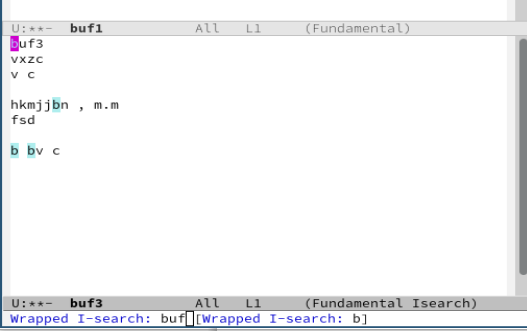 U:**-  buf1            All   L1     (Fundamental)
buf3
vxzc
v c
hkmjjbn , m.m
fsd
b bv c
U:**-  buf3            All   L1     (Fundamental Isearch)
Wrapped I-search: buf[Wrapped I-search: b]